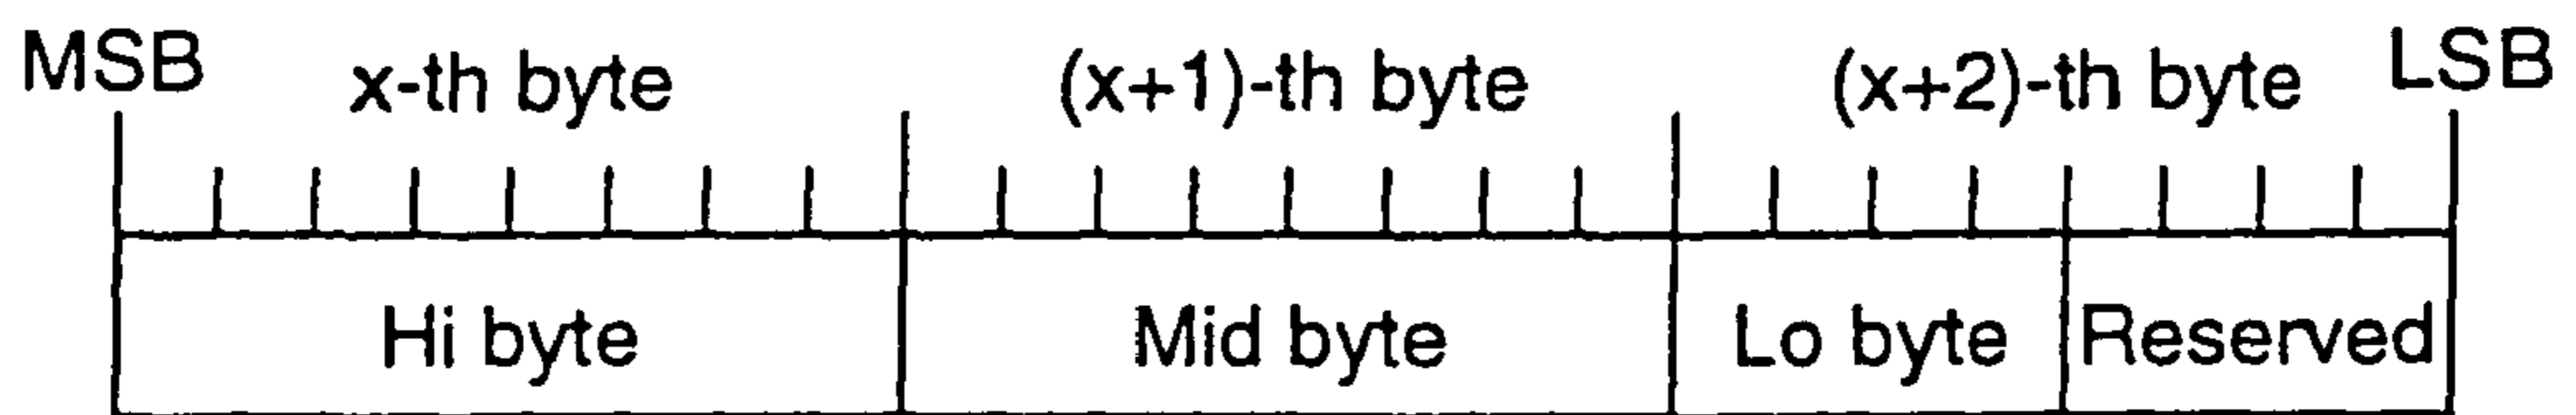 MSB x-th byte (x+1)-th byte (x+2)-th byte LSB
Hi byte Mid byte Lo byte Reserved